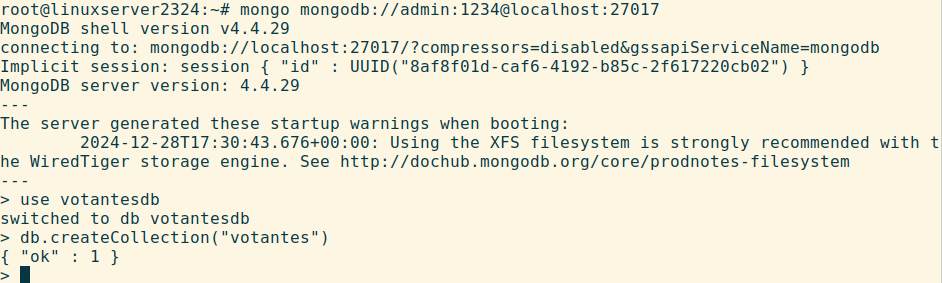 root@linuxserver2324:~# mongo mongodb://admin:1234@localhost:27017
MongoDB shell version v4.4.29
connecting to: mongodb://localhost:27017/?compressors=disabled&gssapiServiceName=mongodb
Implicit session: session { "id" : UUID("8af8f01d-caf6-4192-b85c-2f617220cb02") }
MongoDB server version: 4.4.29
---
The server generated these startup warnings when booting:
        2024-12-28T17:30:43.676+00:00: Using the XFS filesystem is strongly recommended with t
he WiredTiger storage engine. See http://dochub.mongodb.org/core/prodnotes-filesystem
---
> use votantesdb
switched to db votantesdb
> db.createCollection("votantes")
{ "ok" : 1 }
>